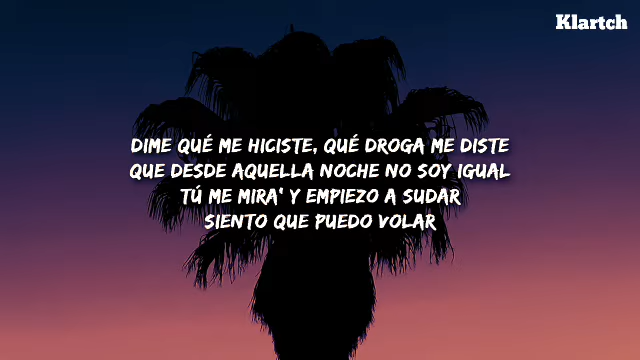 Klartch
DIME QUÉ ME HICISTE, QUÉ DROGA ME DISTE
QUE DESDE AQUELLA NOCHE NO SOY IGUAL
TÚ ME MIRA' Y EMPIEZO A SUDAR
SIENTO QUE PUEDO VOLAR